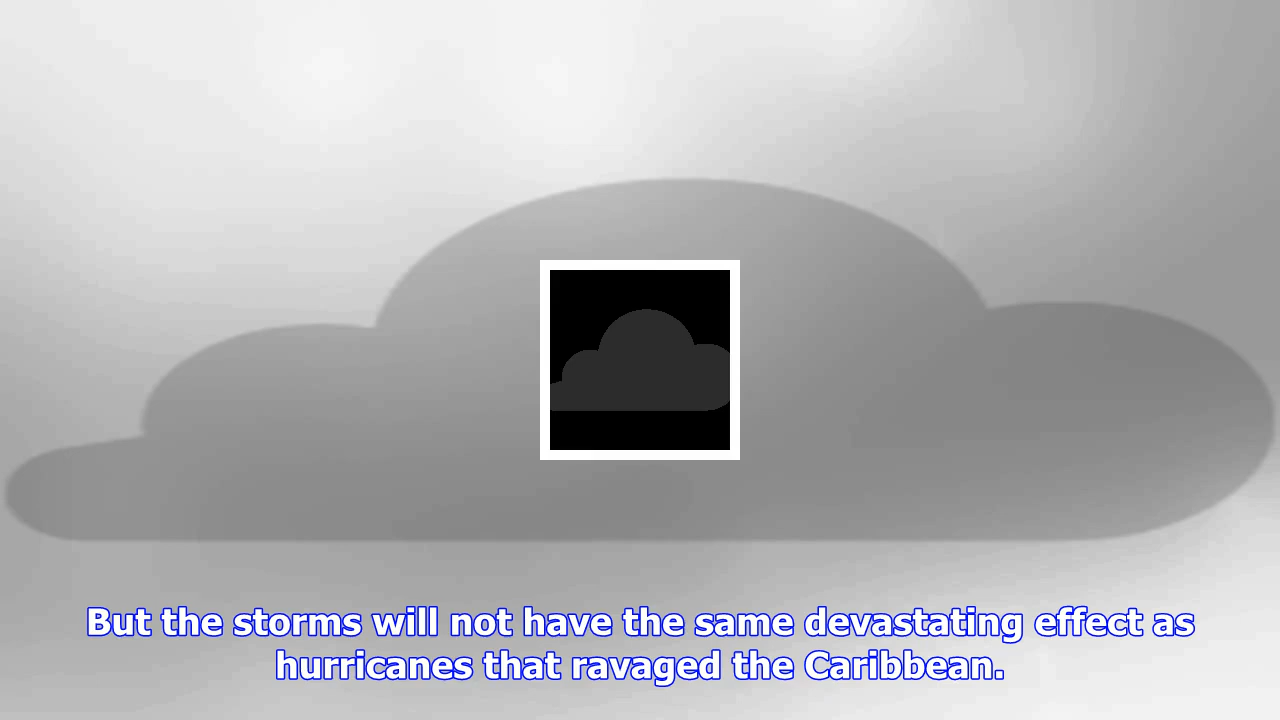 But the storms will not have the same devastating effect as
hurricanes that ravaged the Caribbean.